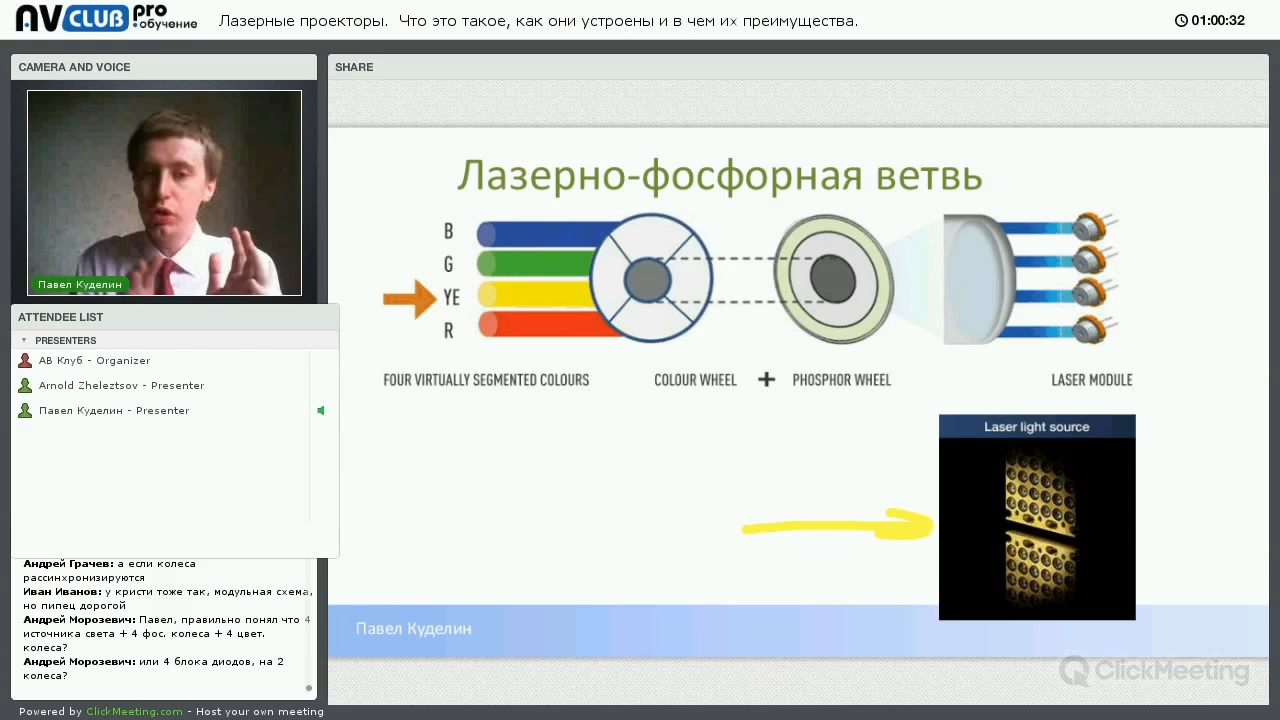 AV CLUB pro •обучение
Лазерные проекторы. Что это такое, как они устроены и в чем их преимущества.
01:00:32
CAMERA AND VOICE
Павел Куделин
ATTENDEE LIST
PRESENTERS
АВ Клуб - Organizer
Arnold Zheleztsov - Presenter
Павел Куделин - Presenter
Андрей Грачев: а если колеса
рассинхронизируются
Иван Иванов: у кристи тоже так, модульная схема,
но пипец дорогой
Андрей Морозевич: Павел, правильно понял что 4
источника света + 4 фос. колеса + 4 цвет.
колеса?
Андрей Морозевич: или 4 блока диодов, на 2
колеса?
Powered by ClickMeeting.com - Host your own meeting
SHARE
Лазерно-фосфорная ветвь
B
G
YE
R
FOUR VIRTUALLY SEGMENTED COLOURS
COLOUR WHEEL + PHOSPHOR WHEEL
LASER MODULE
Laser light source
Павел Куделин
ClickMeeting